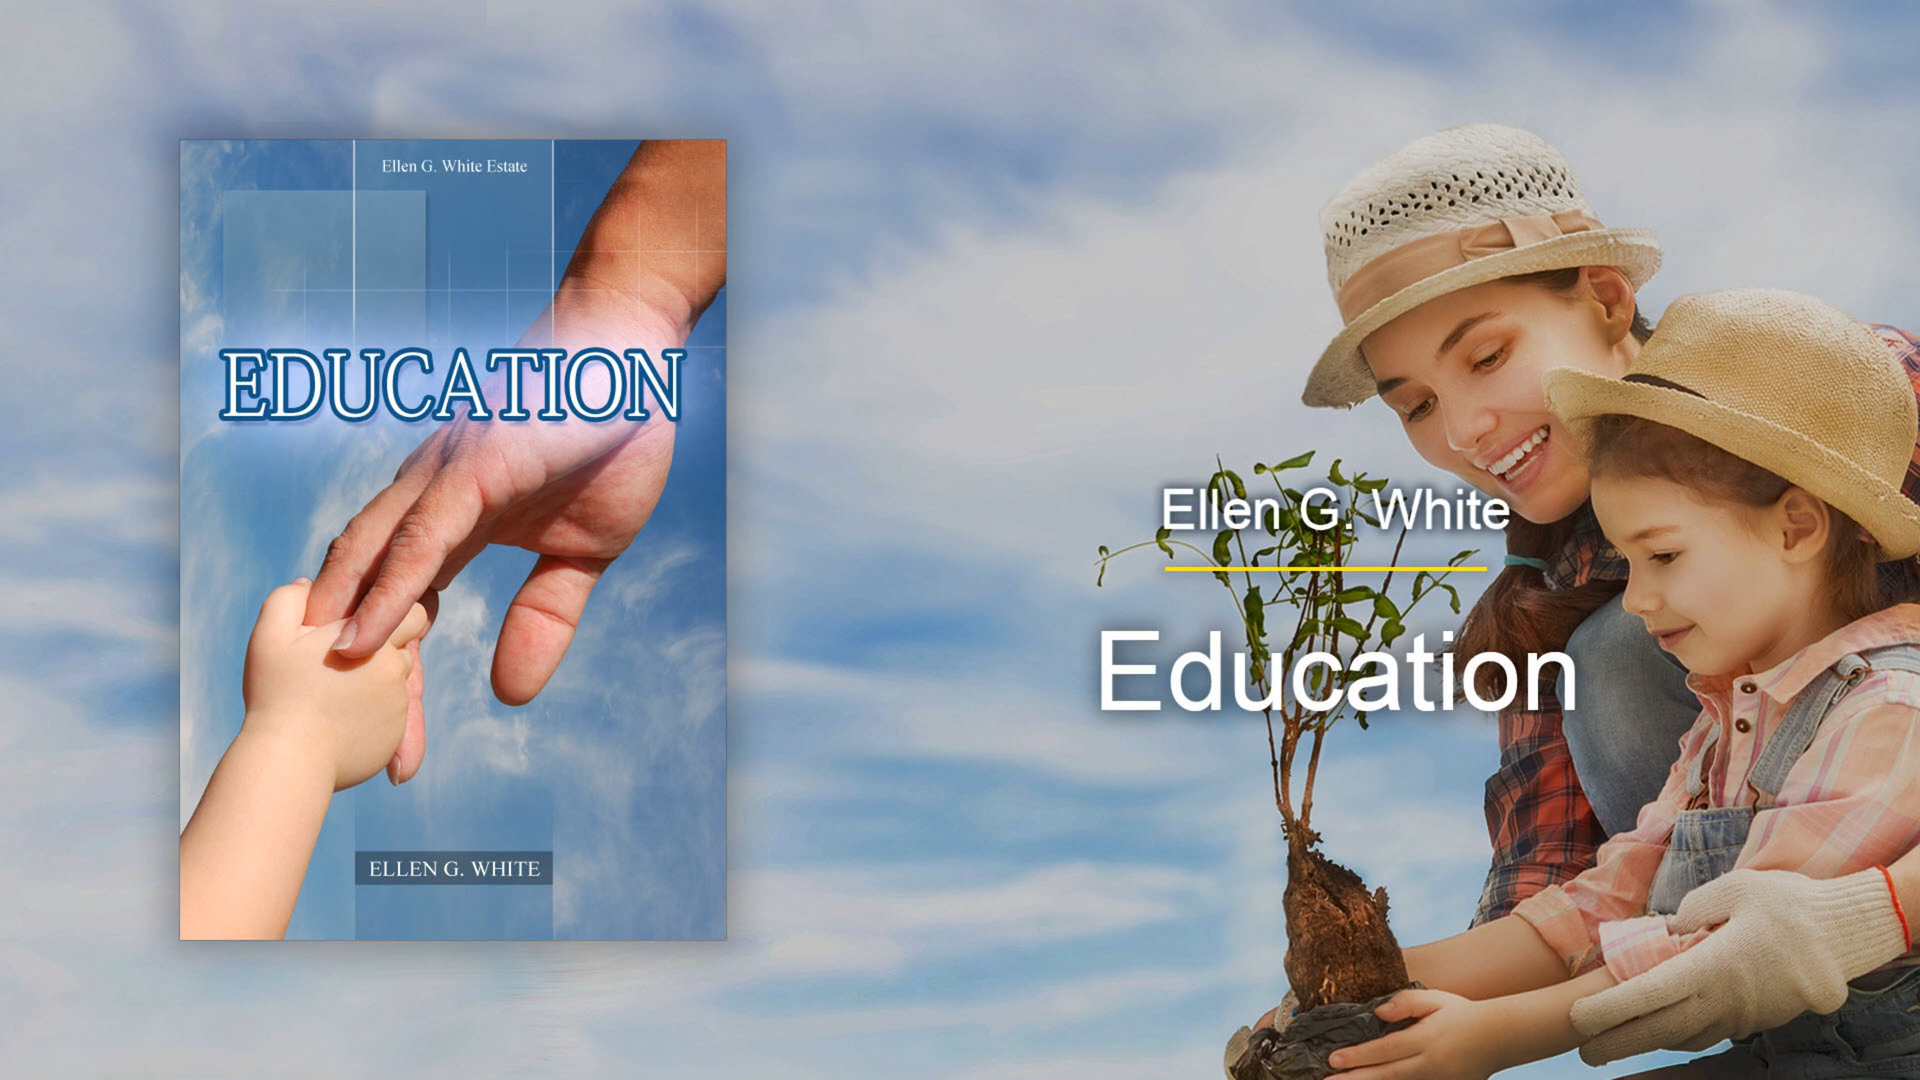 Ellen G. White Estate
EDUCATION
ELLEN G. WHITE
Ellen G. White
Education